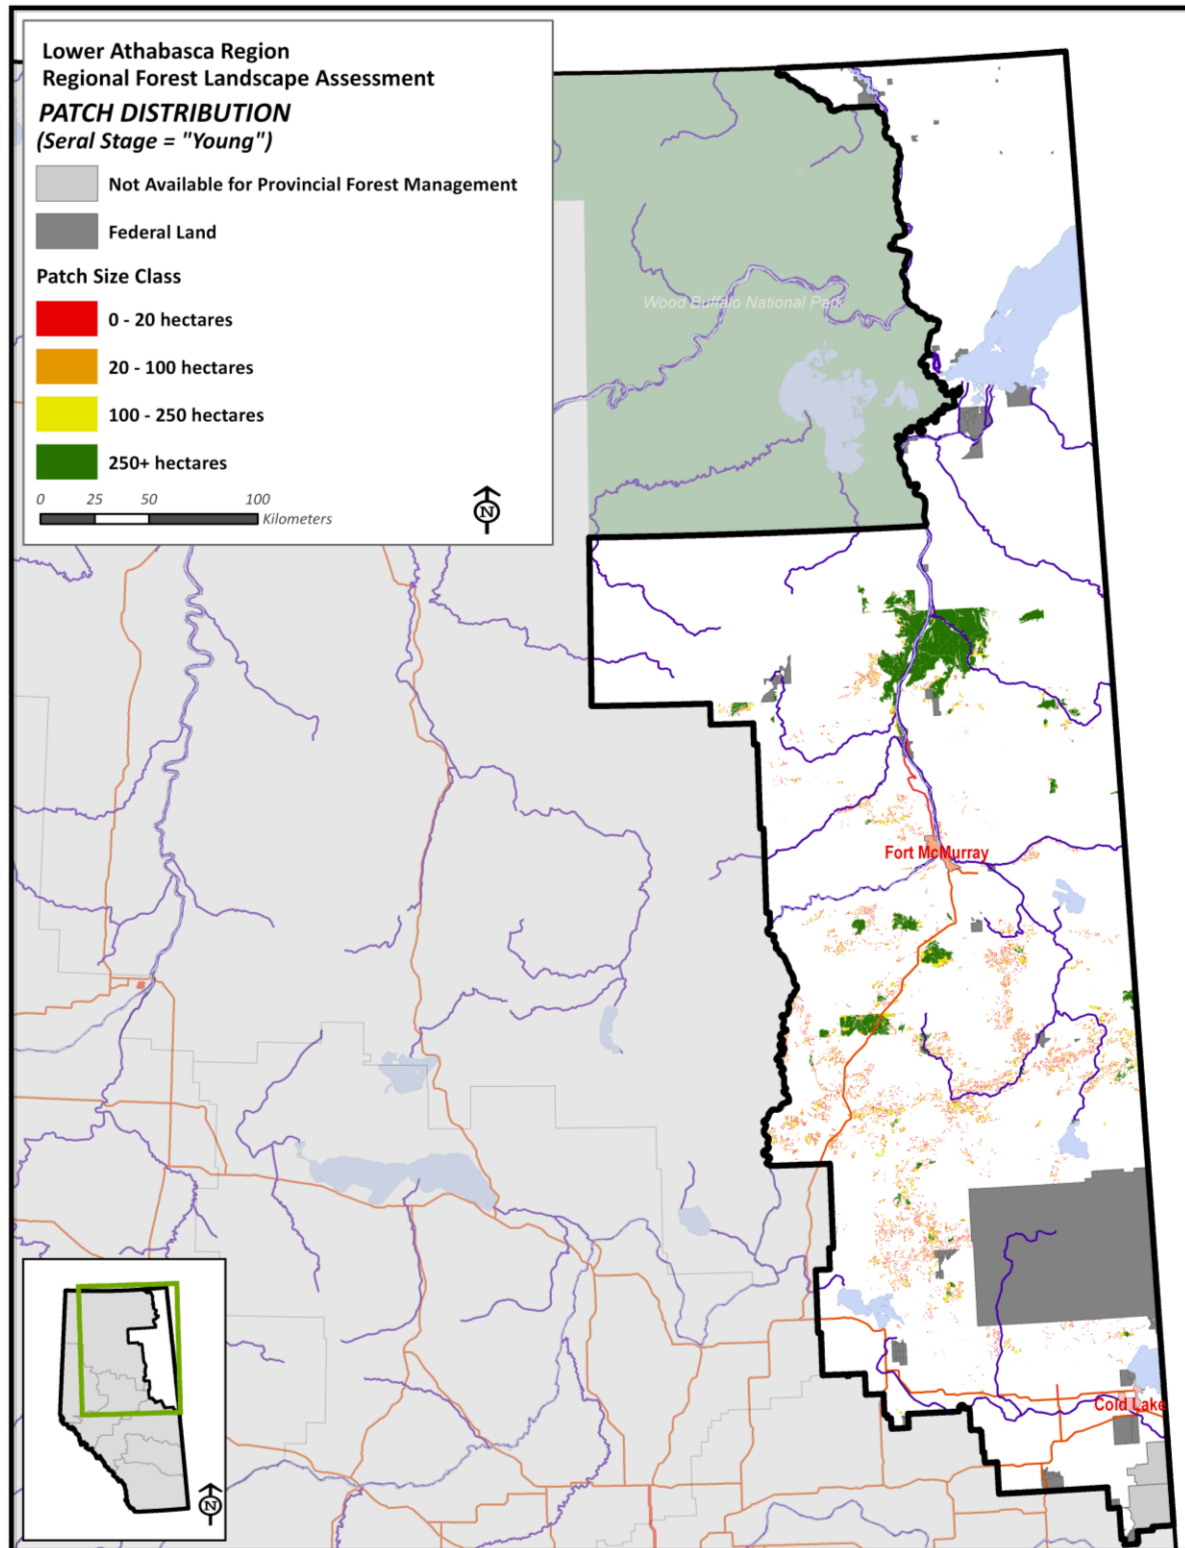 Lower Athabasca Region
Regional Forest Landscape Assessment
PATCH DISTRIBUTION
(Seral Stage = "Young")
Not Available for Provincial Forest Management
Federal Land
Patch Size Class
0 - 20 hectares
20 - 100 hectares
100 - 250 hectares
250+ hectares
0 25 50 100
Kilometers
N
Wood Buffalo National Park
Fort McMurray
Cold Lake
N